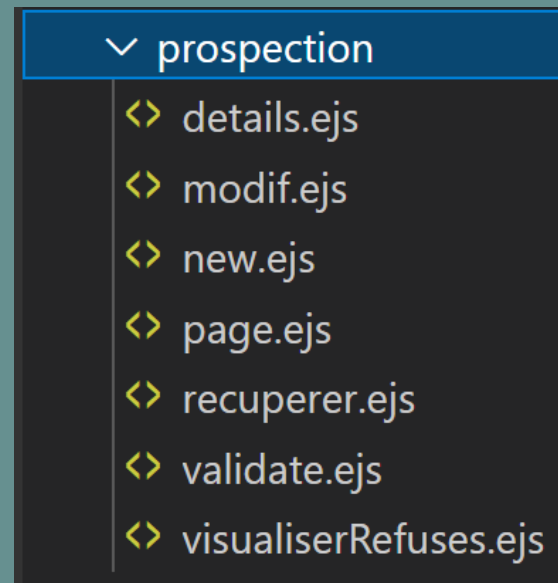 prospection
details.ejs
modif.ejs
new.ejs
page.ejs
recuperer.ejs
validate.ejs
visualiserRefuses.ejs